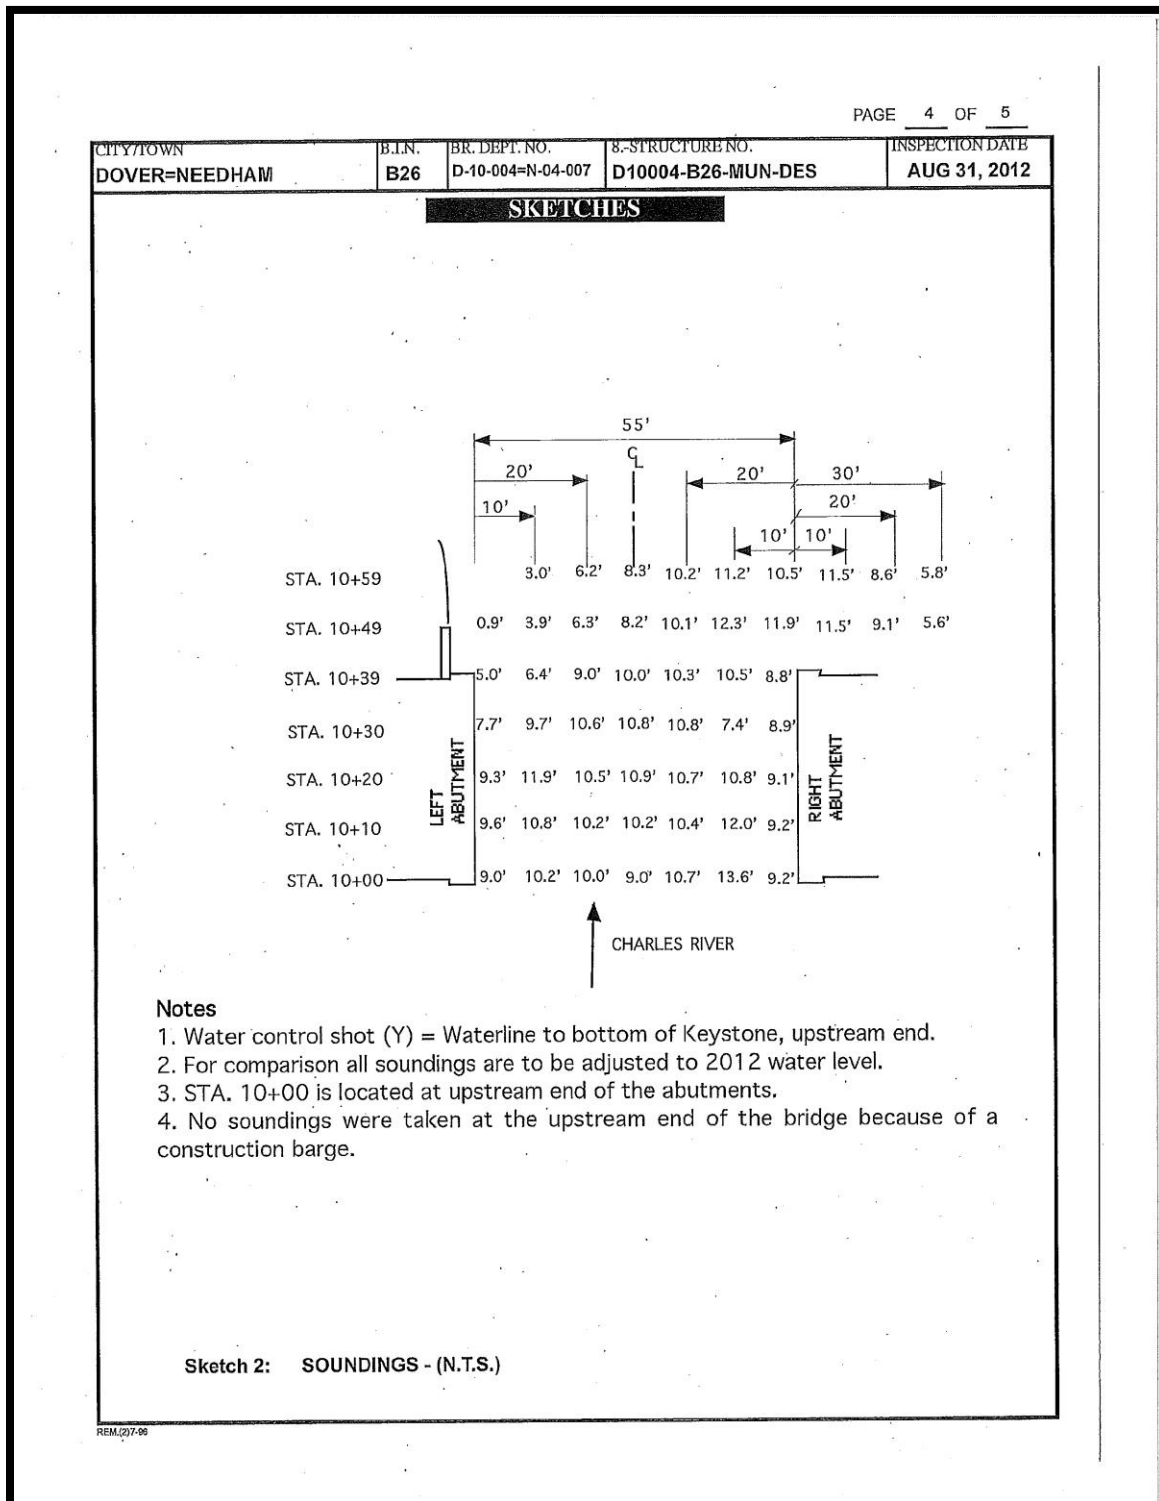 PAGE 4 OF 5
CITY/TOWN B.I.N. BR. DEPT. NO. 8.-STRUCTURE NO. INSPECTION DATE
DOVER=NEEDHAM B26 D-10-004=N-04-007 D10004-B26-MUN-DES AUG 31, 2012
SKETCHES
55'
CL
20' 20' 30'
10' 20'
10' 10'
STA. 10+59 3.0' 6.2' 8.3' 10.2' 11.2' 10.5' 11.5' 8.6' 5.8'
STA. 10+49 0.9' 3.9' 6.3' 8.2' 10.1' 12.3' 11.9' 11.5' 9.1' 5.6'
STA. 10+39 5.0' 6.4' 9.0' 10.0' 10.3' 10.5' 8.8'
STA. 10+30 7.7' 9.7' 10.6' 10.8' 10.8' 7.4' 8.9'
STA. 10+20 9.3' 11.9' 10.5' 10.9' 10.7' 10.8' 9.1'
LEFT
ABUTMENT
RIGHT
ABUTMENT
STA. 10+10 9.6' 10.8' 10.2' 10.2' 10.4' 12.0' 9.2'
STA. 10+00 9.0' 10.2' 10.0' 9.0' 10.7' 13.6' 9.2'
CHARLES RIVER
Notes
1. Water control shot (Y) = Waterline to bottom of Keystone, upstream end.
2. For comparison all soundings are to be adjusted to 2012 water level.
3. STA. 10+00 is located at upstream end of the abutments.
4. No soundings were taken at the upstream end of the bridge because of a
construction barge.
Sketch 2: SOUNDINGS - (N.T.S.)
REM.(2)7-96